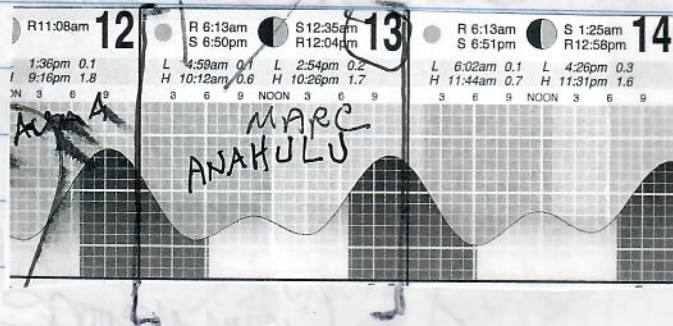 R11:08am 12
1:36pm 0.1
9:16pm 1.8
3 6 9
R 6:13am S12:35am 13
S 6:50pm R12:04pm
L 4:59am 0.1 L 2:54pm 0.2
H 10:12am 0.6 H 10:26pm 1.7
3 6 9 NOON 3 6 9
R 6:13am S 1:25am 14
S 6:51pm R12:58pm
L 6:02am 0.1 L 4:26pm 0.3
H 11:44am 0.7 H 11:31pm 1.6
3 6 9 NOON 3 6 9
MARC
ANAHULU